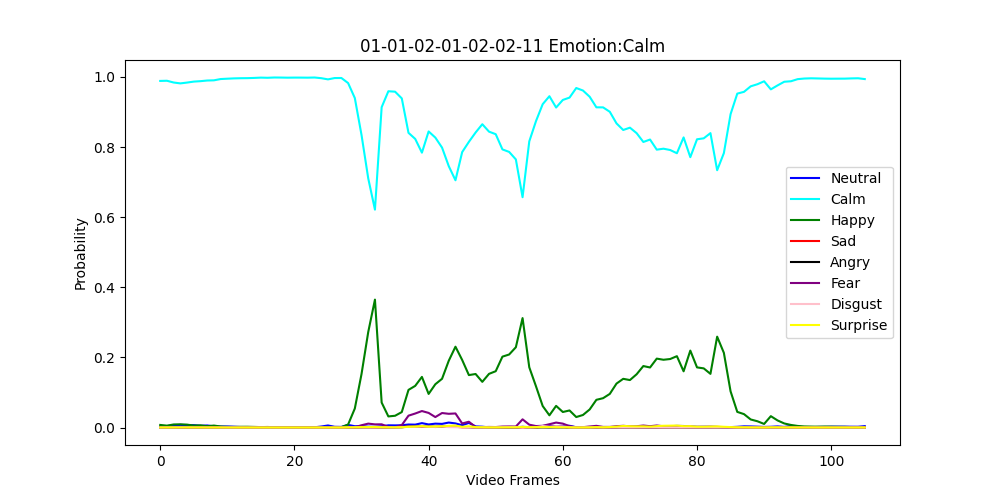 01-01-02-01-02-02-11 Emotion:Calm
Probability
1.0
0.8
0.6
0.4
0.2
0.0
Neutral
Calm
Happy
Sad
Angry
Fear
Disgust
Surprise
0 20 40 60 80 100
Video Frames